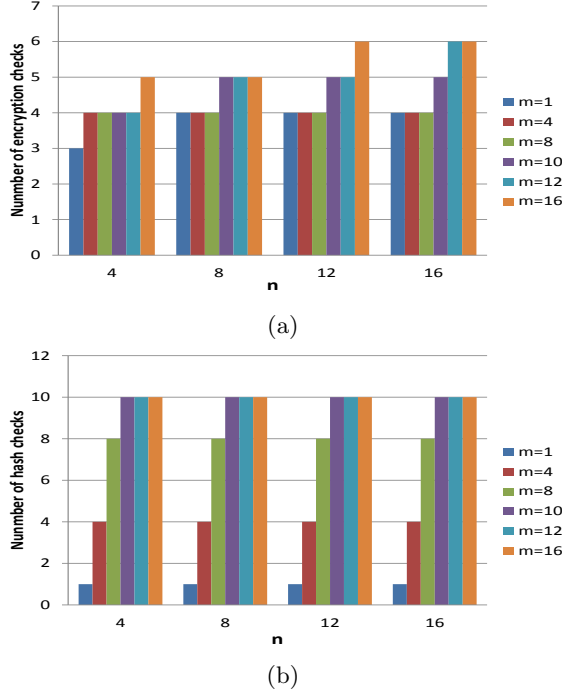 7
6
5
4
3
2
1
0
Nunmber of encryption checks
4 8 12 16
n
m=1
m=4
m=8
m=10
m=12
m=16
(a)
12
10
8
6
4
2
0
Nunmber of hash checks
4 8 12 16
n
m=1
m=4
m=8
m=10
m=12
m=16
(b)